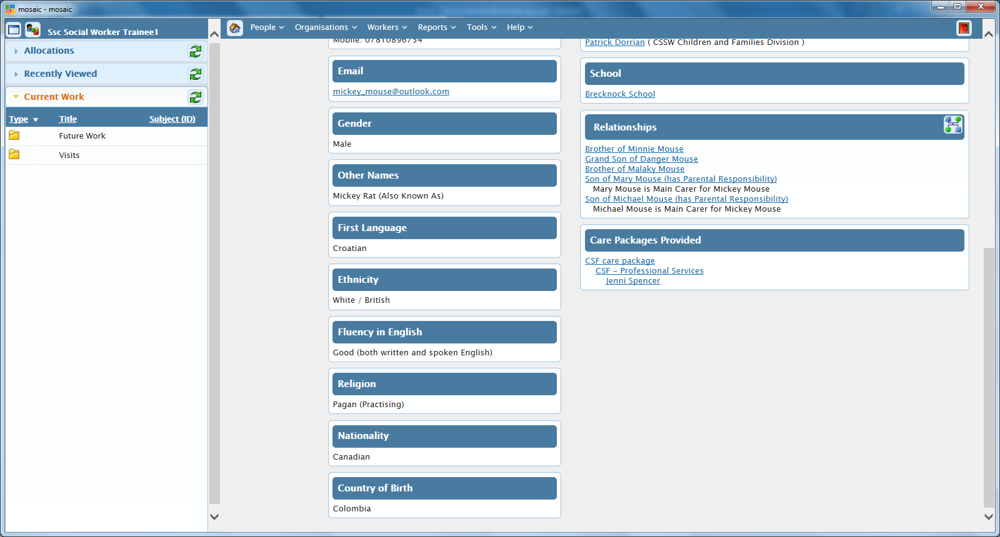 mosaic - mosaic
Ssc Social Worker Trainee1
People Organisations Workers Reports Tools Help
Allocations
Recently Viewed
Current Work
Type Title Subject (ID)
Future Work
Visits
Mobile: 07810896754
Email
mickey_mouse@outlook.com
Gender
Male
Other Names
Mickey Rat (Also Known As)
First Language
Croatian
Ethnicity
White / British
Fluency in English
Good (both written and spoken English)
Religion
Pagan (Practising)
Nationality
Canadian
Country of Birth
Colombia
Patrick Dorrian ( CSSW Children and Families Division )
School
Brecknock School
Relationships
Brother of Minnie Mouse
Grand Son of Danger Mouse
Brother of Malaky Mouse
Son of Mary Mouse (has Parental Responsibility)
Mary Mouse is Main Carer for Mickey Mouse
Son of Michael Mouse (has Parental Responsibility)
Michael Mouse is Main Carer for Mickey Mouse
Care Packages Provided
CSF care package
CSF - Professional Services
Jenni Spencer